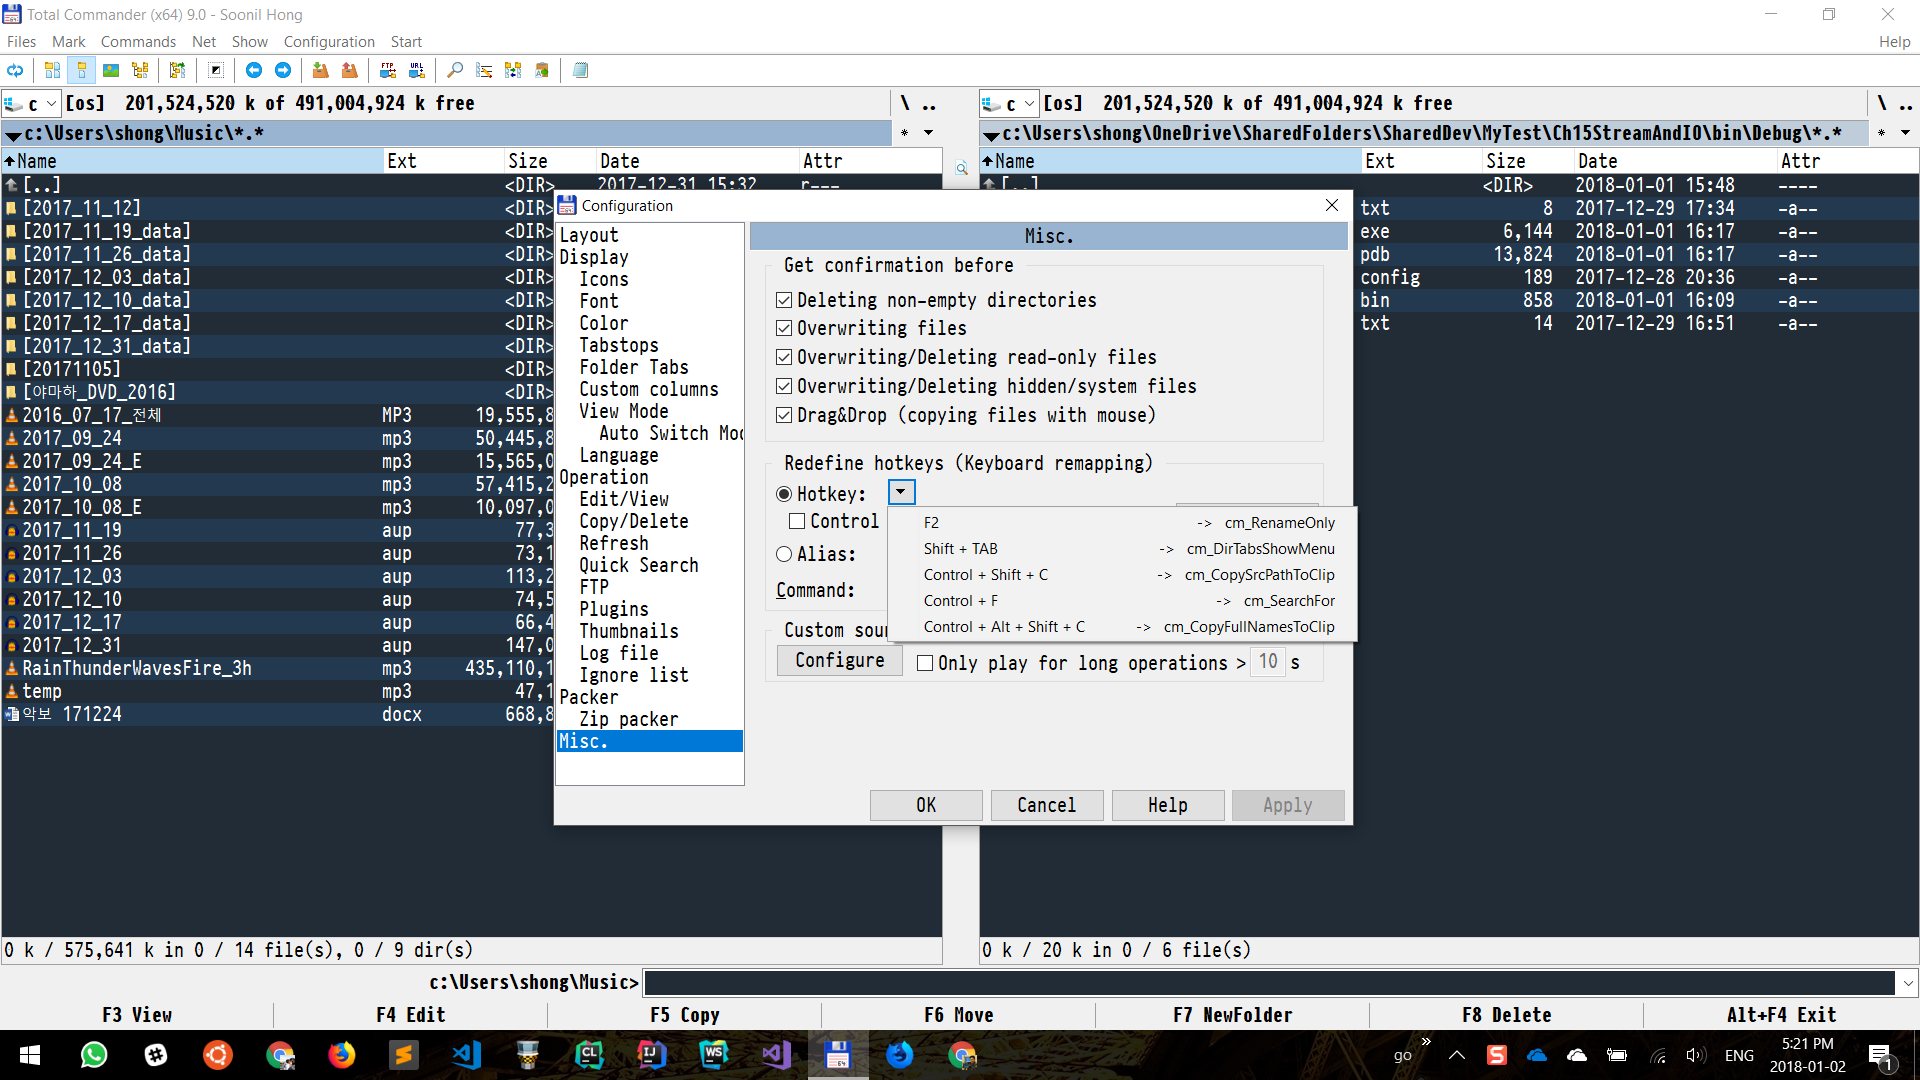 Total Commander (x64) 9.0 - Soonil Hong
Files Mark Commands Net Show Configuration Start Help
FTP URL
c [os] 201,524,520 k of 491,004,924 k free \ ..
c:\Users\shong\Music\*.* *
Name Ext Size Date Attr
[..] <DIR> 2017-12-31 15:32 r---
[2017_11_12] <DIR>
[2017_11_19_data] <DIR>
[2017_11_26_data] <DIR>
[2017_12_03_data] <DIR>
[2017_12_10_data] <DIR>
[2017_12_17_data] <DIR>
[2017_12_31_data] <DIR>
[20171105] <DIR>
[야마하_DVD_2016] <DIR>
2016_07_17_전체 MP3 19,555,8
2017_09_24 mp3 50,445,8
2017_09_24_E mp3 15,565,0
2017_10_08 mp3 57,415,2
2017_10_08_E mp3 10,097,0
2017_11_19 aup 77,3
2017_11_26 aup 73,1
2017_12_03 aup 113,2
2017_12_10 aup 74,5
2017_12_17 aup 66,4
2017_12_31 aup 147,0
RainThunderWavesFire_3h mp3 435,110,1
temp mp3 47,1
악보 171224 docx 668,8
0 k / 575,641 k in 0 / 14 file(s), 0 / 9 dir(s)
c [os] 201,524,520 k of 491,004,924 k free \ ..
c:\Users\shong\OneDrive\SharedFolders\SharedDev\MyTest\Ch15StreamAndIO\bin\Debug\*.* *
Name Ext Size Date Attr
[..] <DIR> 2018-01-01 15:48 ----
txt 8 2017-12-29 17:34 -a--
exe 6,144 2018-01-01 16:17 -a--
pdb 13,824 2018-01-01 16:17 -a--
config 189 2017-12-28 20:36 -a--
bin 858 2018-01-01 16:09 -a--
txt 14 2017-12-29 16:51 -a--
0 k / 20 k in 0 / 6 file(s)
Configuration
Layout
Display
Icons
Font
Color
Tabstops
Folder Tabs
Custom columns
View Mode
Auto Switch Mod
Language
Operation
Edit/View
Copy/Delete
Refresh
Quick Search
FTP
Plugins
Thumbnails
Log file
Ignore list
Packer
Zip packer
Misc.
Misc.
Get confirmation before
Deleting non-empty directories
Overwriting files
Overwriting/Deleting read-only files
Overwriting/Deleting hidden/system files
Drag&Drop (copying files with mouse)
Redefine hotkeys (Keyboard remapping)
Hotkey:
Control
Alias:
Command:
F2 -> cm_RenameOnly
Shift + TAB -> cm_DirTabsShowMenu
Control + Shift + C -> cm_CopySrcPathToClip
Control + F -> cm_SearchFor
Control + Alt + Shift + C -> cm_CopyFullNamesToClip
Custom soun
Configure Only play for long operations > 10 s
OK Cancel Help Apply
c:\Users\shong\Music>
F3 View F4 Edit F5 Copy F6 Move F7 NewFolder F8 Delete Alt+F4 Exit
CL IJ WS 64 go » S ENG 5:21 PM
2018-01-02 1